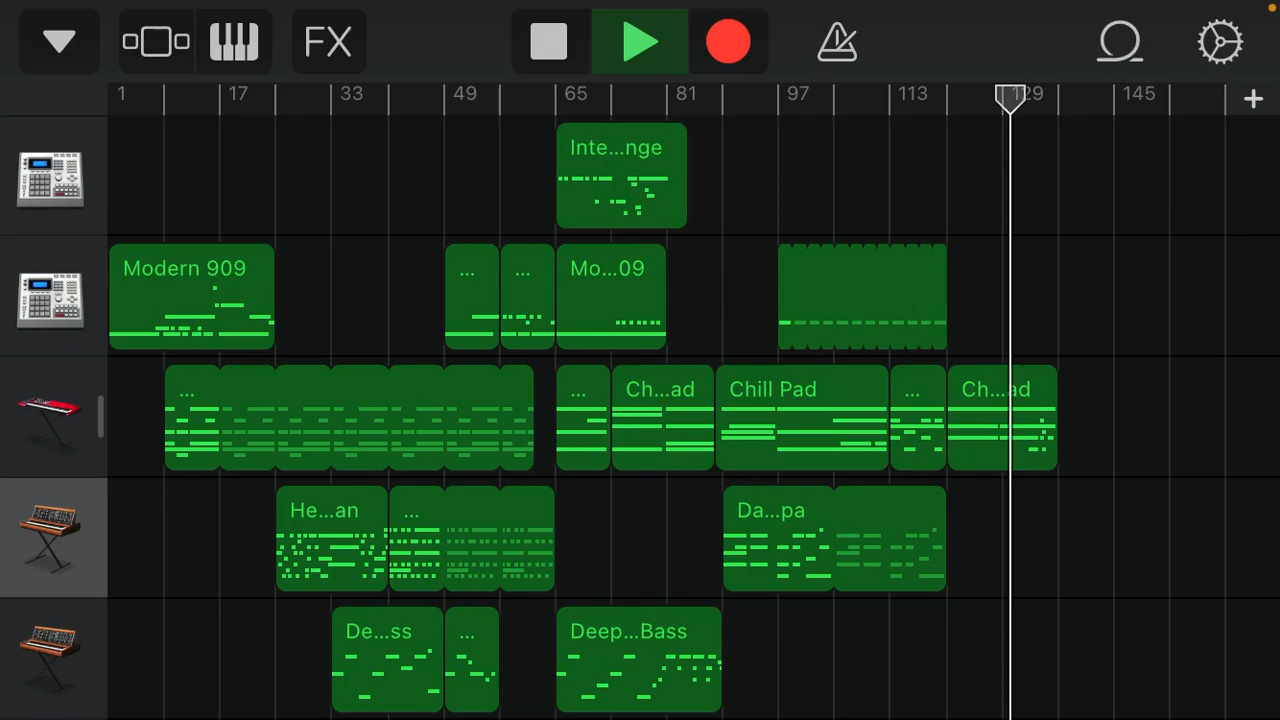 FX
1 17 33 49 65 81 97 113 129 145
Inte...nge
Modern 909 ... ... Mo...09
... ... Ch...ad Chill Pad ... Ch...ad
He...an ... Da...pa
De...ss ... Deep...Bass